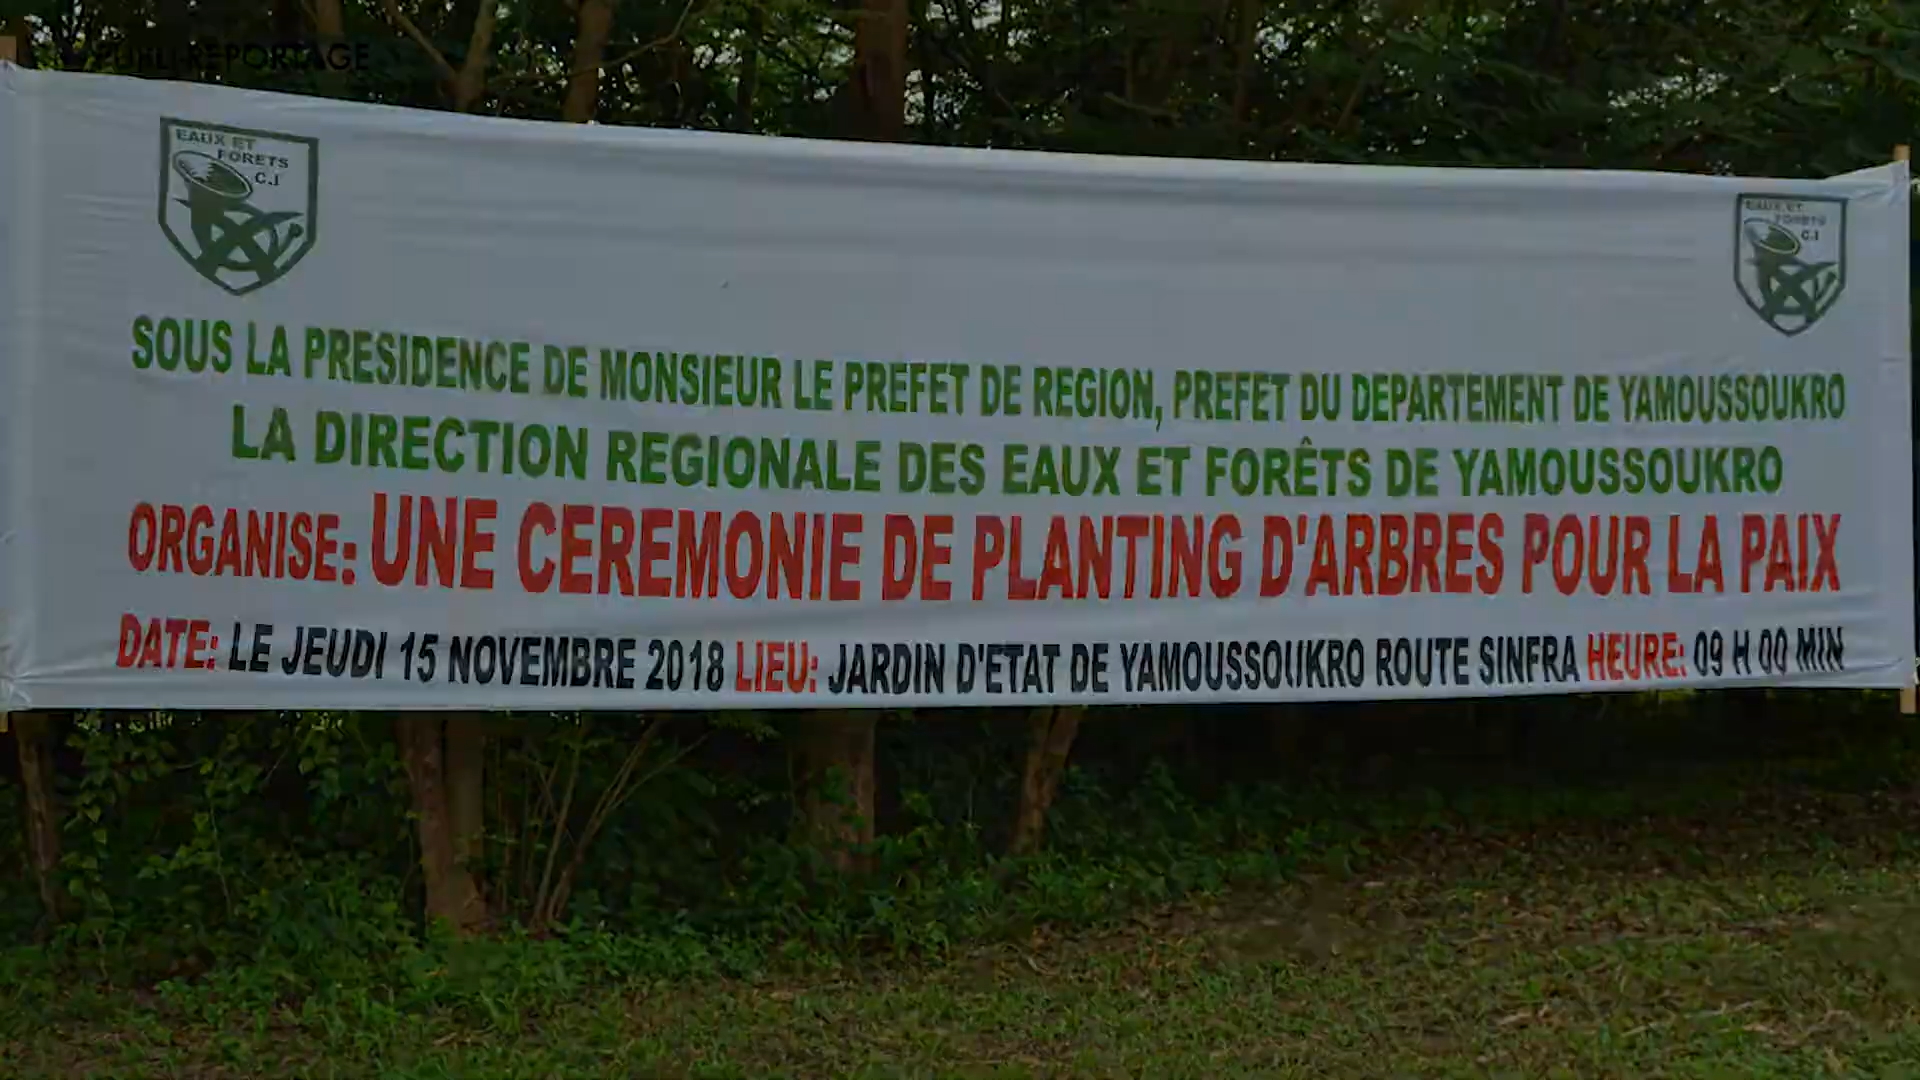 PUBLI-REPORTAGE
EAUX ET
FORETS
C.I
EAUX ET
FORETS
C.I
SOUS LA PRESIDENCE DE MONSIEUR LE PREFET DE REGION, PREFET DU DEPARTEMENT DE YAMOUSSOUKRO
LA DIRECTION REGIONALE DES EAUX ET FORÊTS DE YAMOUSSOUKRO
ORGANISE: UNE CEREMONIE DE PLANTING D'ARBRES POUR LA PAIX
DATE: LE JEUDI 15 NOVEMBRE 2018 LIEU: JARDIN D'ETAT DE YAMOUSSOUKRO ROUTE SINFRA HEURE: 09 H 00 MIN